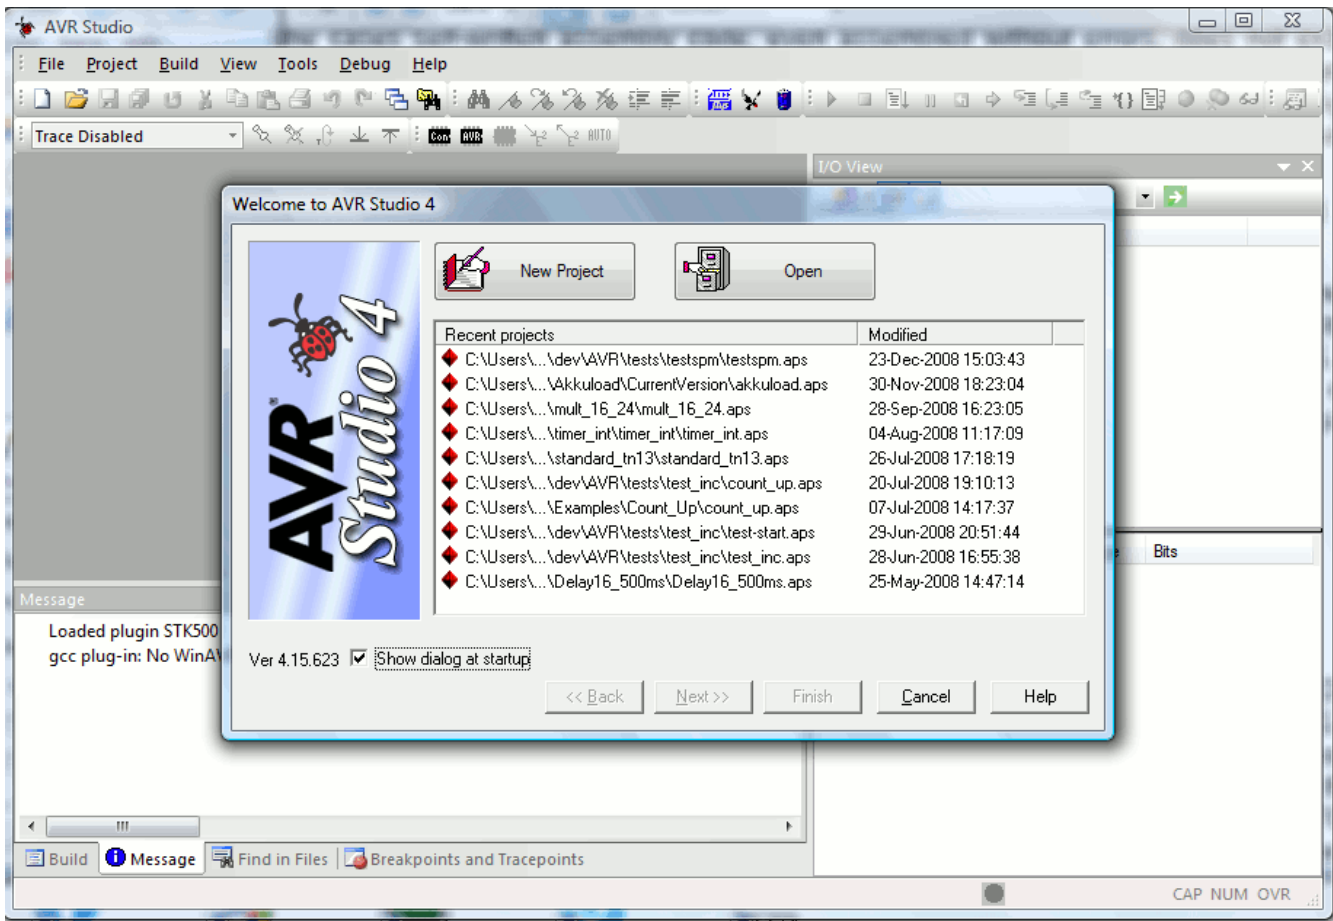 AVR Studio
File Project Build View Tools Debug Help
Trace Disabled
Con AVR AUTO
I/O View
Welcome to AVR Studio 4
AVR Studio 4
New Project Open
Recent projects Modified
C:\Users\...\dev\AVR\tests\testspm\testspm.aps 23-Dec-2008 15:03:43
C:\Users\...\Akkuload\CurrentVersion\akkuload.aps 30-Nov-2008 18:23:04
C:\Users\...\mult_16_24\mult_16_24.aps 28-Sep-2008 16:23:05
C:\Users\...\timer_int\timer_int\timer_int.aps 04-Aug-2008 11:17:09
C:\Users\...\standard_tn13\standard_tn13.aps 26-Jul-2008 17:18:19
C:\Users\...\dev\AVR\tests\test_inc\count_up.aps 20-Jul-2008 19:10:13
C:\Users\...\Examples\Count_Up\count_up.aps 07-Jul-2008 14:17:37
C:\Users\...\dev\AVR\tests\test_inc\test-start.aps 29-Jun-2008 20:51:44
C:\Users\...\dev\AVR\tests\test_inc\test_inc.aps 28-Jun-2008 16:55:38
C:\Users\...\Delay16_500ms\Delay16_500ms.aps 25-May-2008 14:47:14
Bits
Message
Loaded plugin STK500
gcc plug-in: No WinAV
Ver 4.15.623 Show dialog at startup
<< Back Next >> Finish Cancel Help
Build Message Find in Files Breakpoints and Tracepoints
CAP NUM OVR